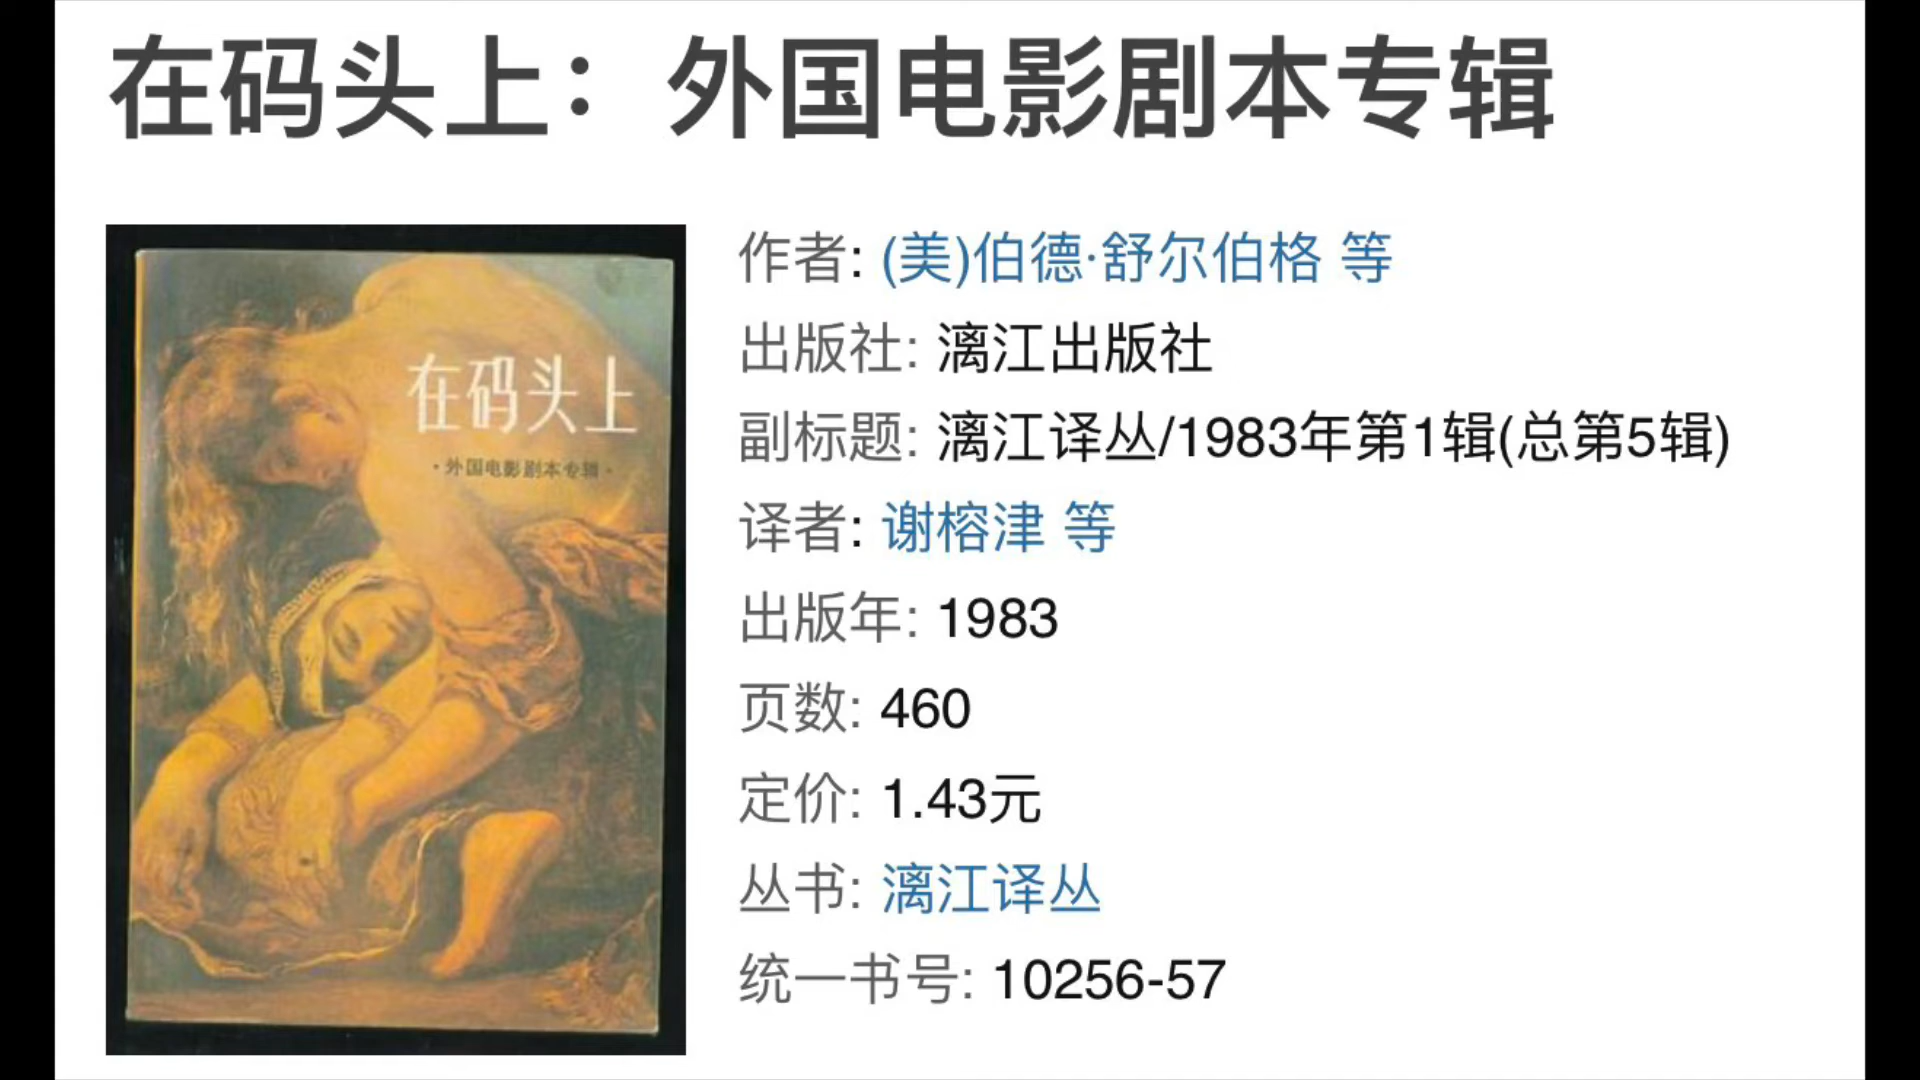 在码头上：外国电影剧本专辑
在码头上
·外国电影剧本专辑·
作者: (美)伯德·舒尔伯格 等
出版社: 漓江出版社
副标题: 漓江译丛/1983年第1辑(总第5辑)
译者: 谢榕津 等
出版年: 1983
页数: 460
定价: 1.43元
丛书: 漓江译丛
统一书号: 10256-57